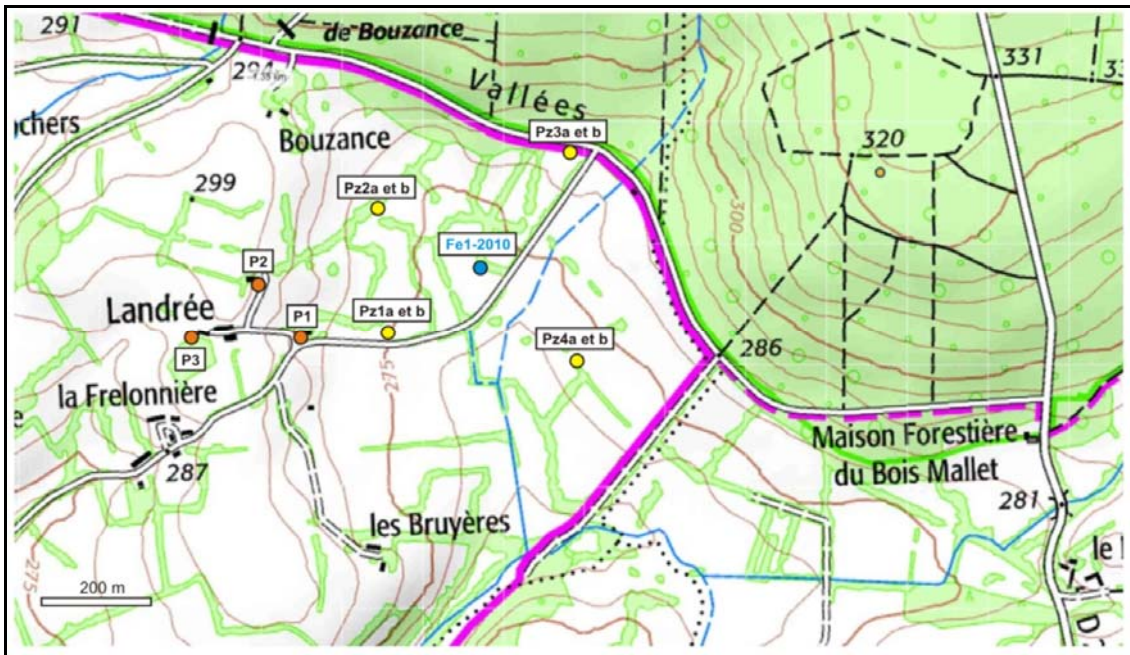 291
de Bouzance
294
331
Vallées
ochers
Pz3a et b
320
Bouzance
Pz2a et b
299
300
Fe1-2010
P2
Landrée
P1
Pz1a et b
Pz4a et b
286
P3
275
la Frelonnière
Maison Forestière
du Bois Mallet
287
281
les Bruyères
275
200 m
le
D